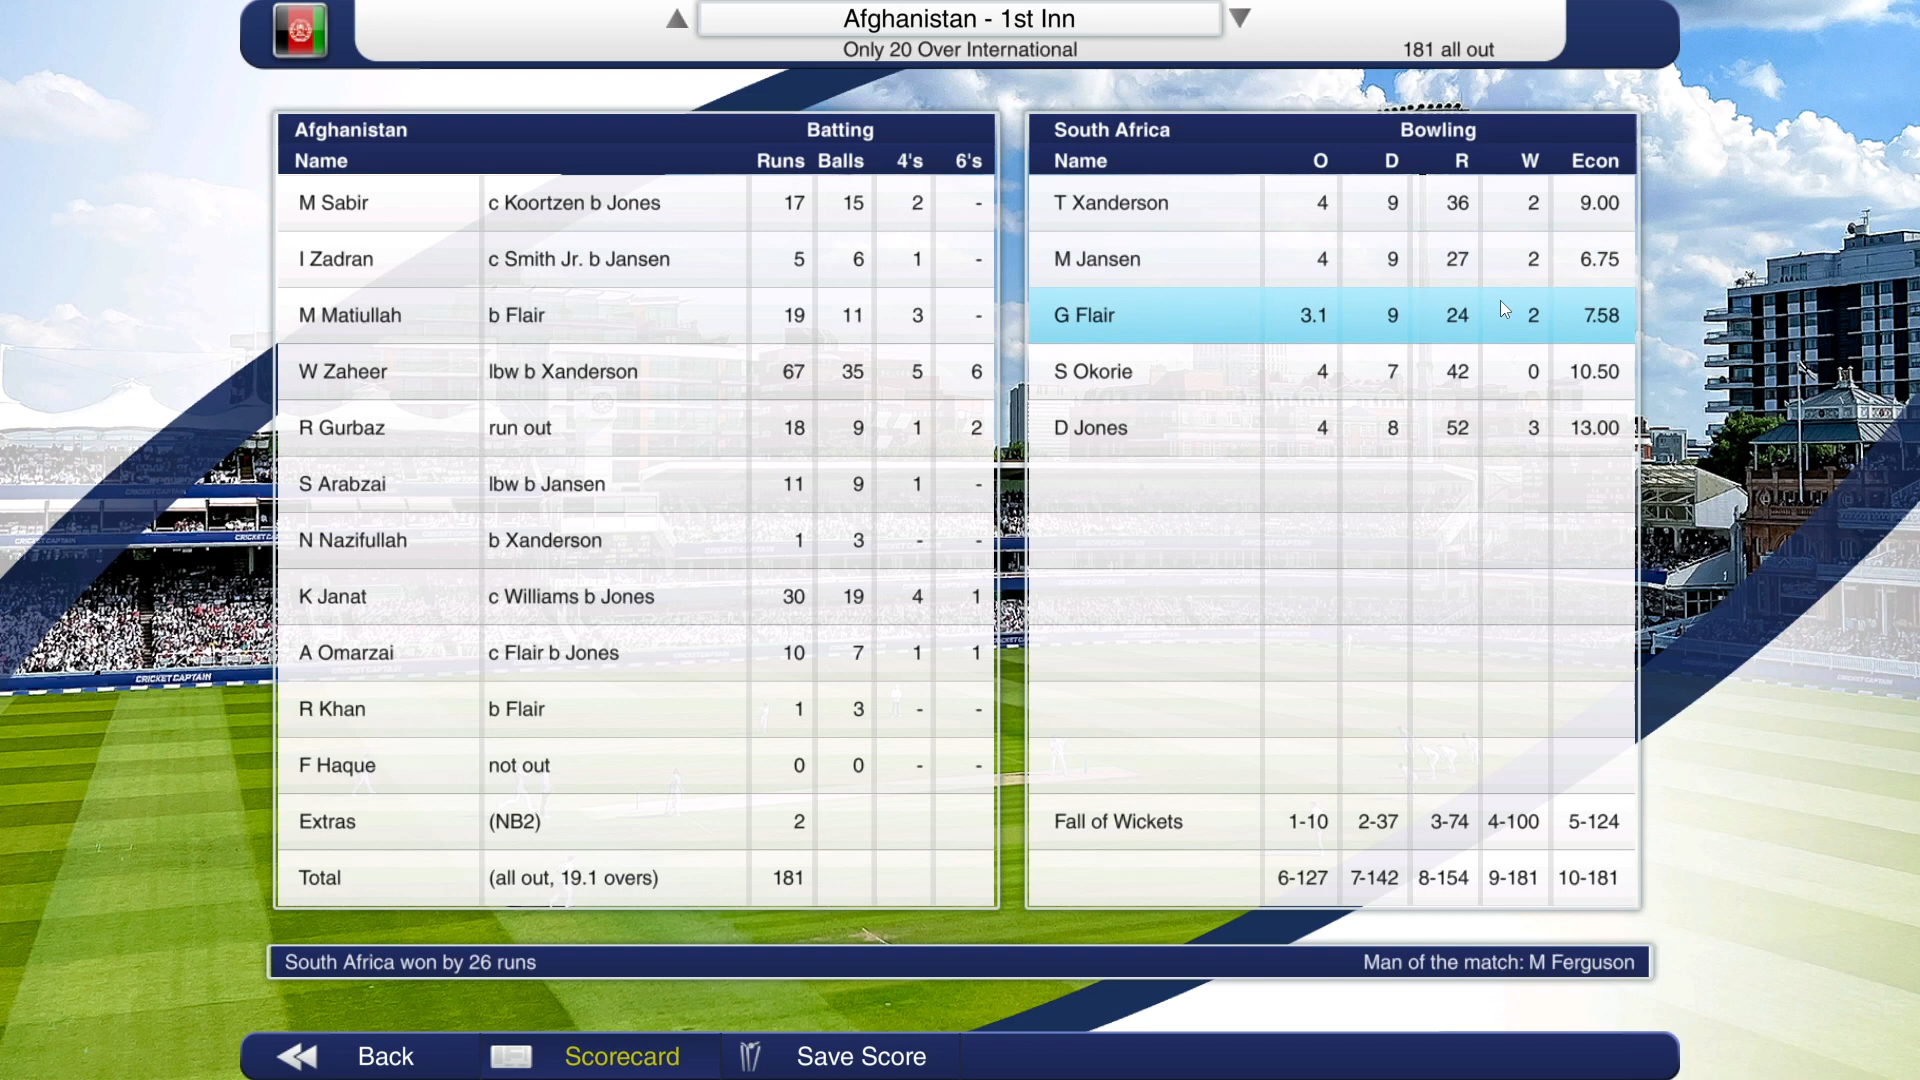 Afghanistan - 1st Inn
Only 20 Over International
181 all out
Afghanistan Batting
Name Runs Balls 4's 6's
M Sabir c Koortzen b Jones 17 15 2 -
I Zadran c Smith Jr. b Jansen 5 6 1 -
M Matiullah b Flair 19 11 3 -
W Zaheer lbw b Xanderson 67 35 5 6
R Gurbaz run out 18 9 1 2
S Arabzai lbw b Jansen 11 9 1 -
N Nazifullah b Xanderson 1 3 - -
K Janat c Williams b Jones 30 19 4 1
A Omarzai c Flair b Jones 10 7 1 1
R Khan b Flair 1 3 - -
F Haque not out 0 0 - -
Extras (NB2) 2
Total (all out, 19.1 overs) 181
South Africa Bowling
Name O D R W Econ
T Xanderson 4 9 36 2 9.00
M Jansen 4 9 27 2 6.75
G Flair 3.1 9 24 2 7.58
S Okorie 4 7 42 0 10.50
D Jones 4 8 52 3 13.00
Fall of Wickets 1-10 2-37 3-74 4-100 5-124
6-127 7-142 8-154 9-181 10-181
CRICKET CAPTAIN
South Africa won by 26 runs
Man of the match: M Ferguson
Back
Scorecard
Save Score